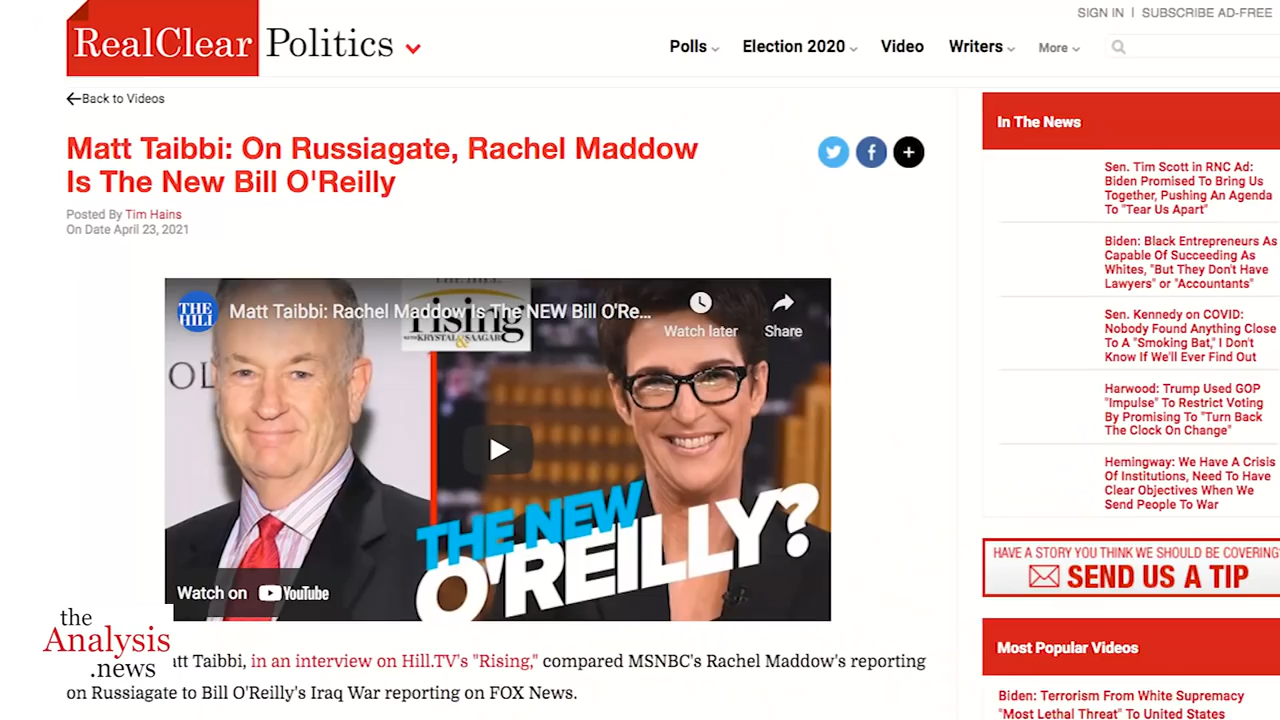 SIGN IN | SUBSCRIBE AD-FREE
RealClear Politics
Polls Election 2020 Video Writers More
Back to Videos
Matt Taibbi: On Russiagate, Rachel Maddow
Is The New Bill O'Reilly
Posted By Tim Hains
On Date April 23, 2021
THE HILL
Matt Taibbi: Rachel Maddow Is The NEW Bill O'Re...
Watch later
Share
rising
WITH KRYSTAL & SAAGAR
OL
THE NEW
O'REILLY?
Watch on YouTube
the
Analysis
.news
att Taibbi, in an interview on Hill.TV's "Rising," compared MSNBC's Rachel Maddow's reporting
on Russiagate to Bill O'Reilly's Iraq War reporting on FOX News.
In The News
Sen. Tim Scott in RNC Ad:
Biden Promised To Bring Us
Together, Pushing An Agenda
To "Tear Us Apart"
Biden: Black Entrepreneurs As
Capable Of Succeeding As
Whites, "But They Don't Have
Lawyers" or "Accountants"
Sen. Kennedy on COVID:
Nobody Found Anything Close
To A "Smoking Bat," I Don't
Know If We'll Ever Find Out
Harwood: Trump Used GOP
"Impulse" To Restrict Voting
By Promising To "Turn Back
The Clock On Change"
Hemingway: We Have A Crisis
Of Institutions, Need To Have
Clear Objectives When We
Send People To War
HAVE A STORY YOU THINK WE SHOULD BE COVERING?
SEND US A TIP
Most Popular Videos
Biden: Terrorism From White Supremacy
"Most Lethal Threat" To United States